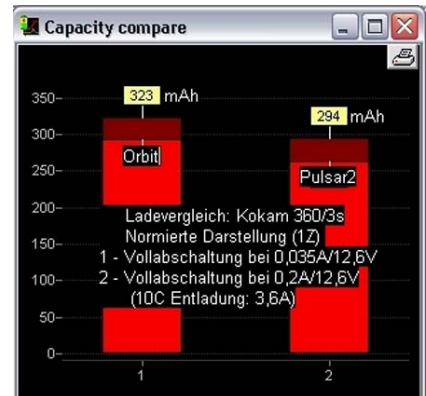 Capacity compare
323 mAh
294 mAh
350
300
250
200
150
100
50
0
Orbit
Pulsar2
Ladevergleich: Kokam 360/3s
Normierte Darstellung (1Z)
1 - Vollabschaltung bei 0,035A/12,6V
2 - Vollabschaltung bei 0,2A/12,6V
(10C Entladung: 3,6A)
1
2